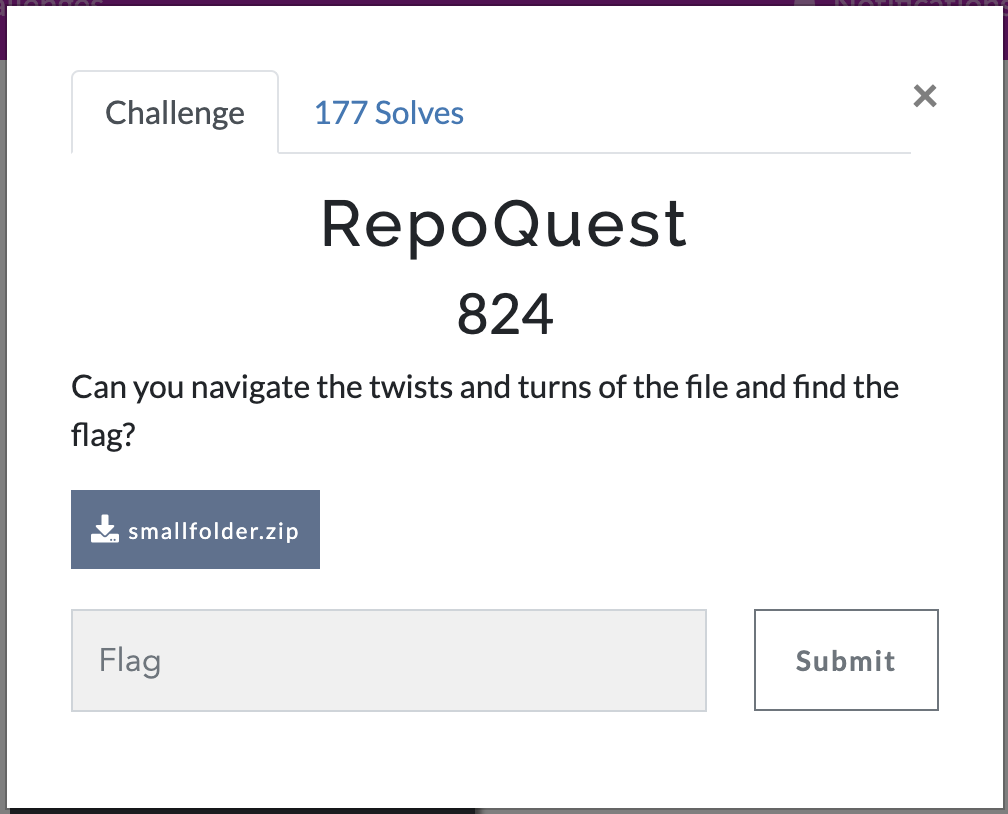 Challenge
177 Solves
×
RepoQuest
824
Can you navigate the twists and turns of the file and find the
flag?
smallfolder.zip
Flag
Submit